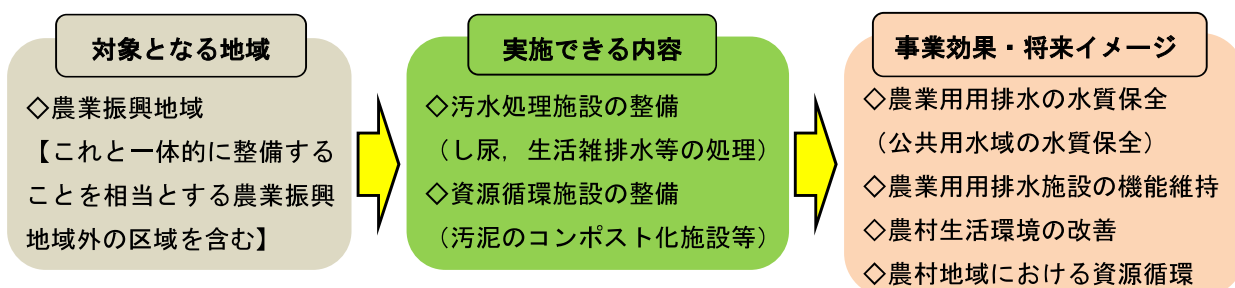 対象となる地域
◇農業振興地域
【これと一体的に整備する
ことを相当とする農業振興
地域外の区域を含む】
実施できる内容
◇汚水処理施設の整備
（し尿，生活雑排水等の処理）
◇資源循環施設の整備
（汚泥のコンポスト化施設等）
事業効果・将来イメージ
◇農業用用排水の水質保全
（公共用水域の水質保全）
◇農業用用排水施設の機能維持
◇農村生活環境の改善
◇農村地域における資源循環